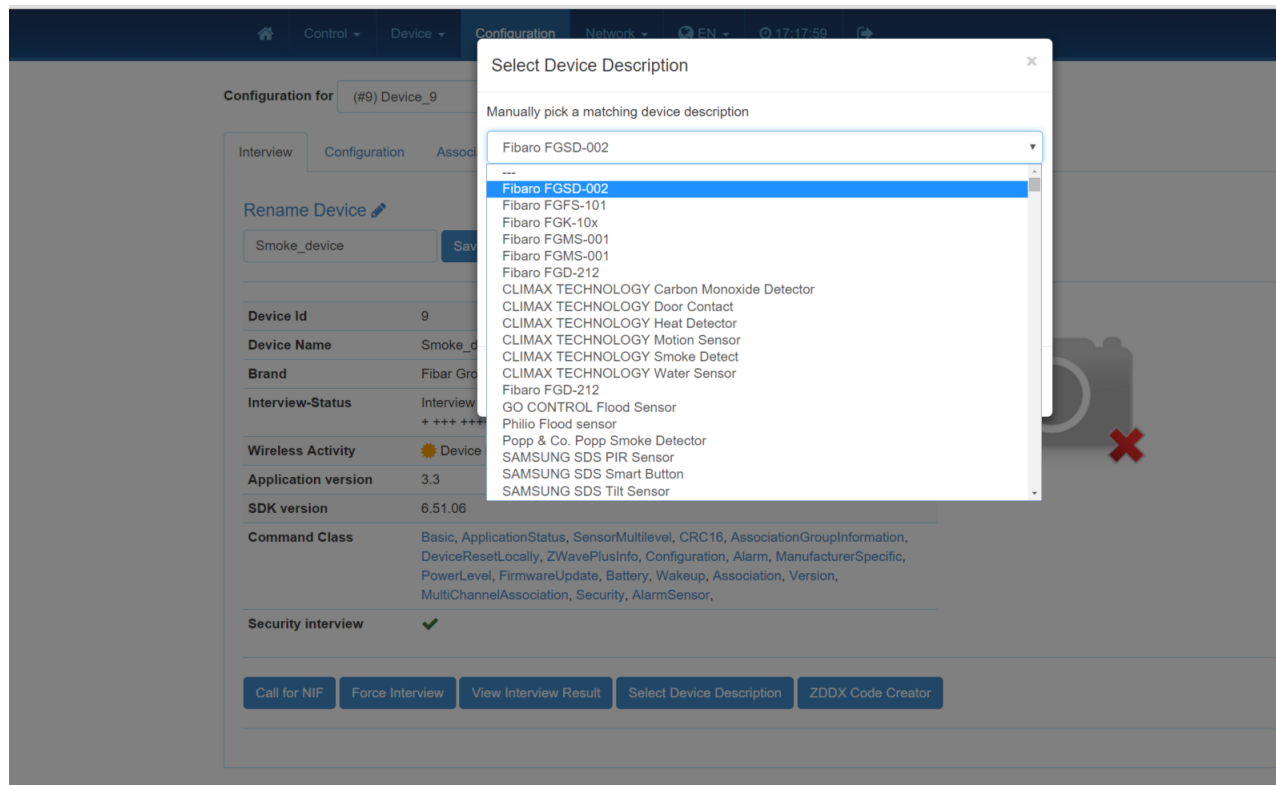 Control Device Configuration Network EN 17:17:59
Select Device Description ×
Configuration for (#9) Device_9
Manually pick a matching device description
Fibaro FGSD-002
Interview Configuration Associ
---
Fibaro FGSD-002
Fibaro FGFS-101
Fibaro FGK-10x
Fibaro FGMS-001
Fibaro FGMS-001
Fibaro FGD-212
CLIMAX TECHNOLOGY Carbon Monoxide Detector
CLIMAX TECHNOLOGY Door Contact
CLIMAX TECHNOLOGY Heat Detector
CLIMAX TECHNOLOGY Motion Sensor
CLIMAX TECHNOLOGY Smoke Detect
CLIMAX TECHNOLOGY Water Sensor
Fibaro FGD-212
GO CONTROL Flood Sensor
Philio Flood sensor
Popp & Co. Popp Smoke Detector
SAMSUNG SDS PIR Sensor
SAMSUNG SDS Smart Button
SAMSUNG SDS Tilt Sensor
Rename Device
Smoke_device Sav
Device Id 9
Device Name Smoke_d
Brand Fibar Gro
Interview-Status Interview
+ +++ +++
Wireless Activity Device
Application version 3.3
SDK version 6.51.06
Command Class Basic, ApplicationStatus, SensorMultilevel, CRC16, AssociationGroupInformation,
DeviceResetLocally, ZWavePlusInfo, Configuration, Alarm, ManufacturerSpecific,
PowerLevel, FirmwareUpdate, Battery, Wakeup, Association, Version,
MultiChannelAssociation, Security, AlarmSensor,
Security interview
Call for NIF Force Interview View Interview Result Select Device Description ZDDX Code Creator